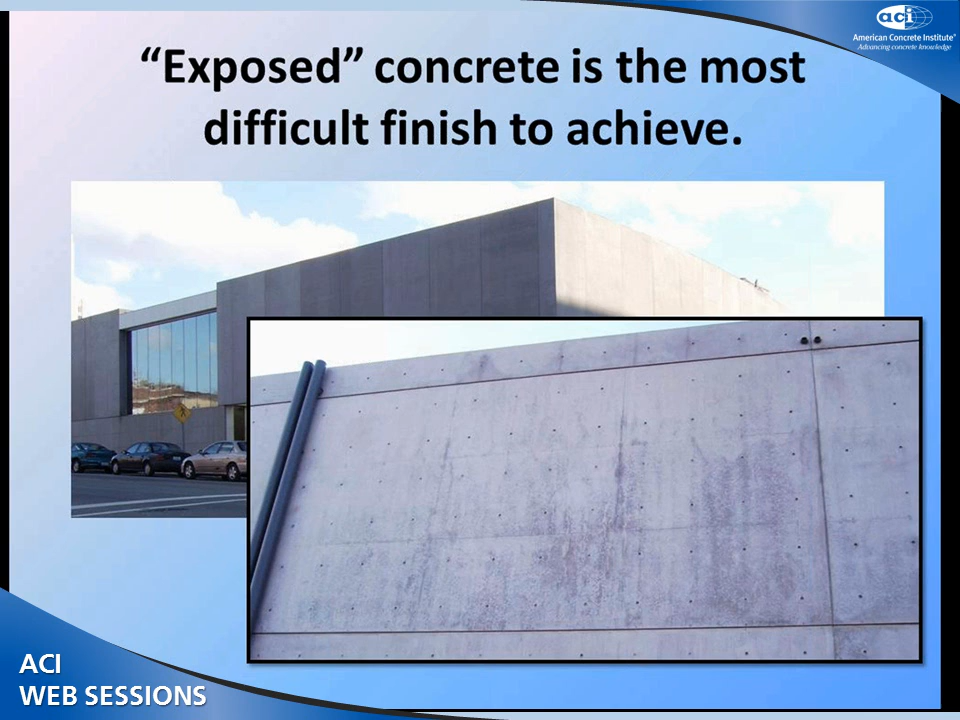 aci
American Concrete Institute®
Advancing concrete knowledge
“Exposed” concrete is the most
difficult finish to achieve.
ACI
WEB SESSIONS